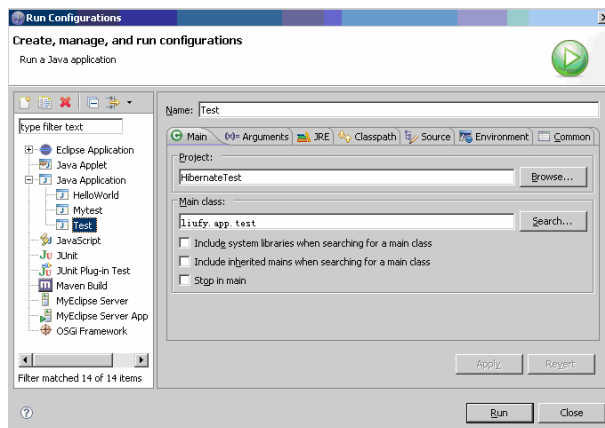 Run Configurations
Create, manage, and run configurations
Run a Java application
type filter text
Eclipse Application
Java Applet
Java Application
HelloWorld
Mytest
Test
JavaScript
JUnit
JUnit Plug-in Test
Maven Build
MyEclipse Server
MyEclipse Server App
OSGi Framework
Filter matched 14 of 14 items
Name: Test
Main (x)= Arguments JRE Classpath Source Environment Common
Project:
HibernateTest Browse...
Main class:
liufy.app.test Search...
Include system libraries when searching for a main class
Include inherited mains when searching for a main class
Stop in main
Apply Revert
Run Close